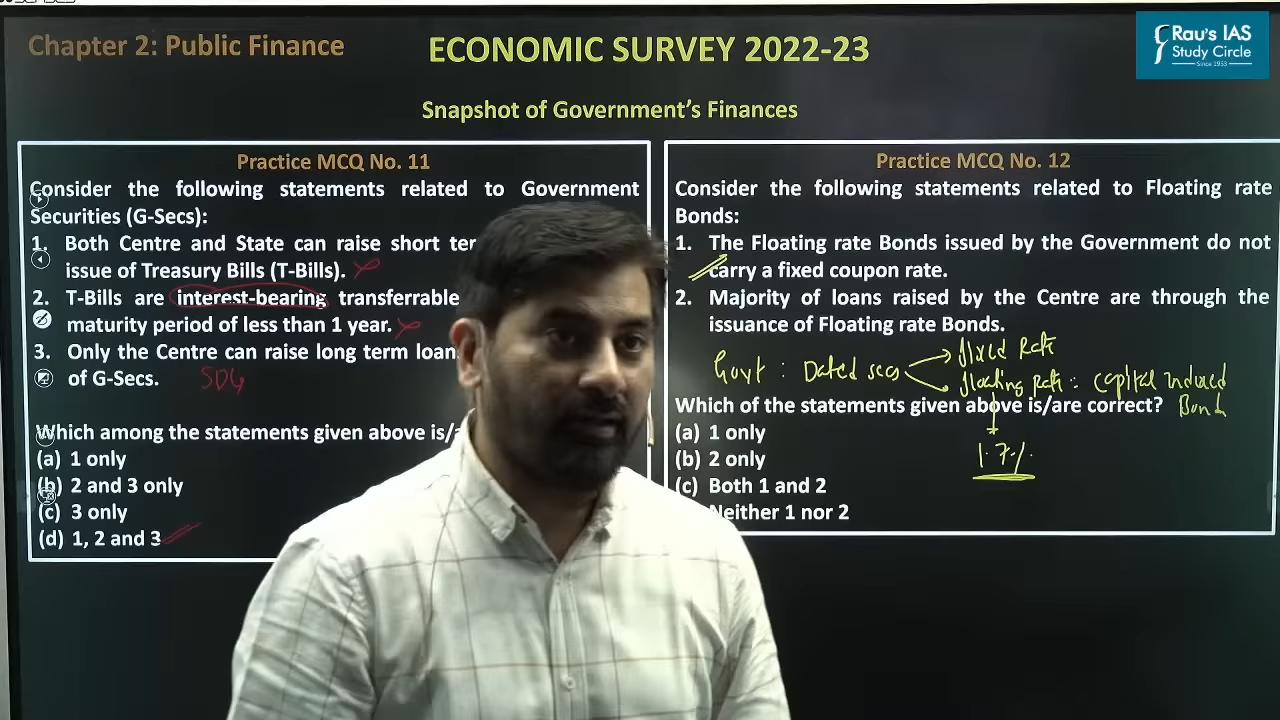 Chapter 2: Public Finance
ECONOMIC SURVEY 2022-23
Rau's IAS
Study Circle
Since 1953
Snapshot of Government's Finances
Practice MCQ No. 11
Consider the following statements related to Government
Securities (G-Secs):
1. Both Centre and State can raise short ter
issue of Treasury Bills (T-Bills).
2. T-Bills are interest-bearing transferrable
maturity period of less than 1 year.
3. Only the Centre can raise long term loan
of G-Secs.
SDG
Which among the statements given above is/a
(a) 1 only
(b) 2 and 3 only
(c) 3 only
(d) 1, 2 and 3
Practice MCQ No. 12
Consider the following statements related to Floating rate
Bonds:
1. The Floating rate Bonds issued by the Government do not
carry a fixed coupon rate.
2. Majority of loans raised by the Centre are through the
issuance of Floating rate Bonds.
fixed Rate
Govt : Dated secs
floating Rate : Capital Indexed
Bond
Which of the statements given above is/are correct?
(a) 1 only
1.7%
(b) 2 only
(c) Both 1 and 2
Neither 1 nor 2